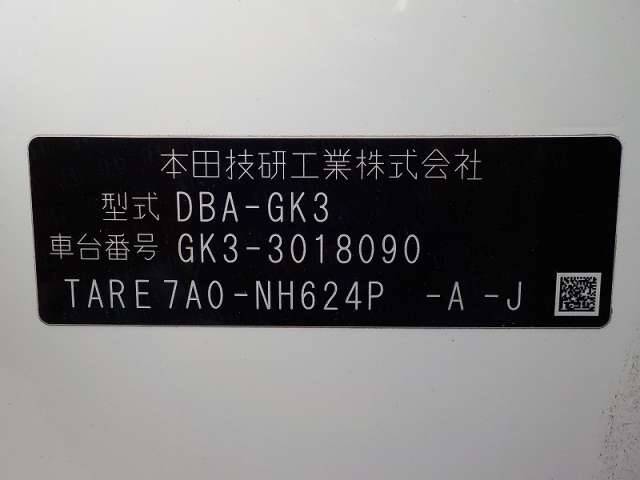 本田技研工業株式会社
型式 DBA-GK3
車台番号 GK3-3018090
TARE7A0-NH624P -A-J